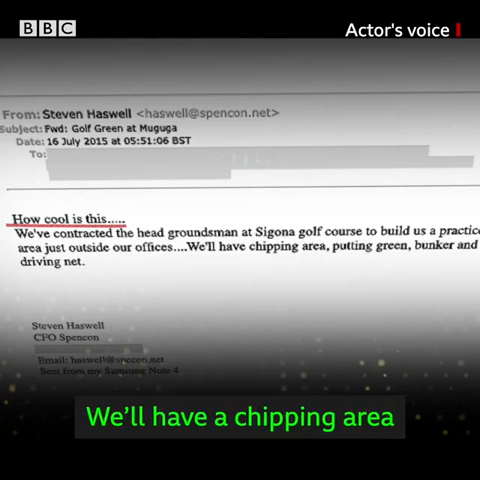 BBC
Actor's voice
From: Steven Haswell <haswell@spencon.net>
Subject: Fwd: Golf Green at Muguga
Date: 16 July 2015 at 05:51:06 BST
To:
How cool is this.....
We've contracted the head groundsman at Sigona golf course to build us a practice
area just outside our offices....We'll have chipping area, putting green, bunker and
driving net.
Steven Haswell
CFO Spencon
Email: haswell@spencon.net
Sent from my Samsung Note 4
We'll have a chipping area